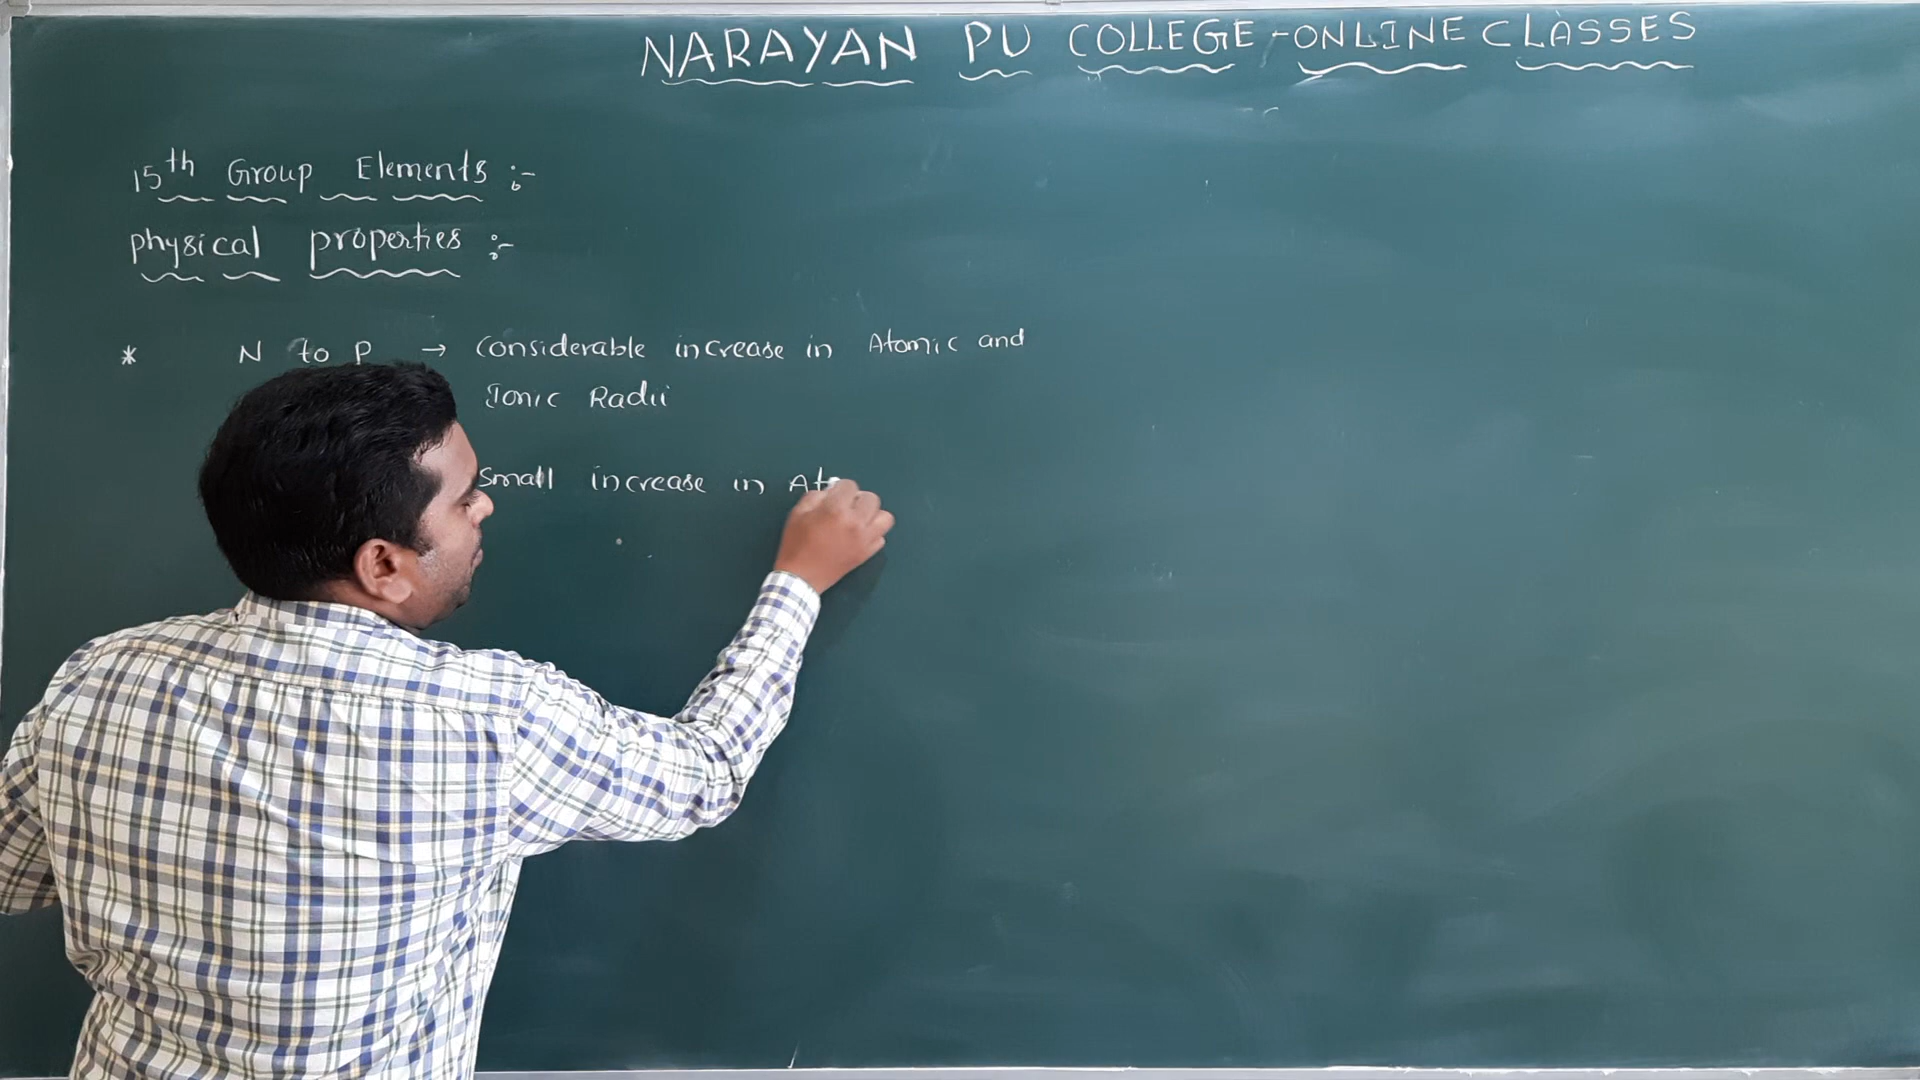 NARAYAN PU COLLEGE - ONLINE CLASSES
15th Group Elements :-
physical properties :-
* N to P → Considerable increase in Atomic and
Ionic Radii
Small increase in Ato